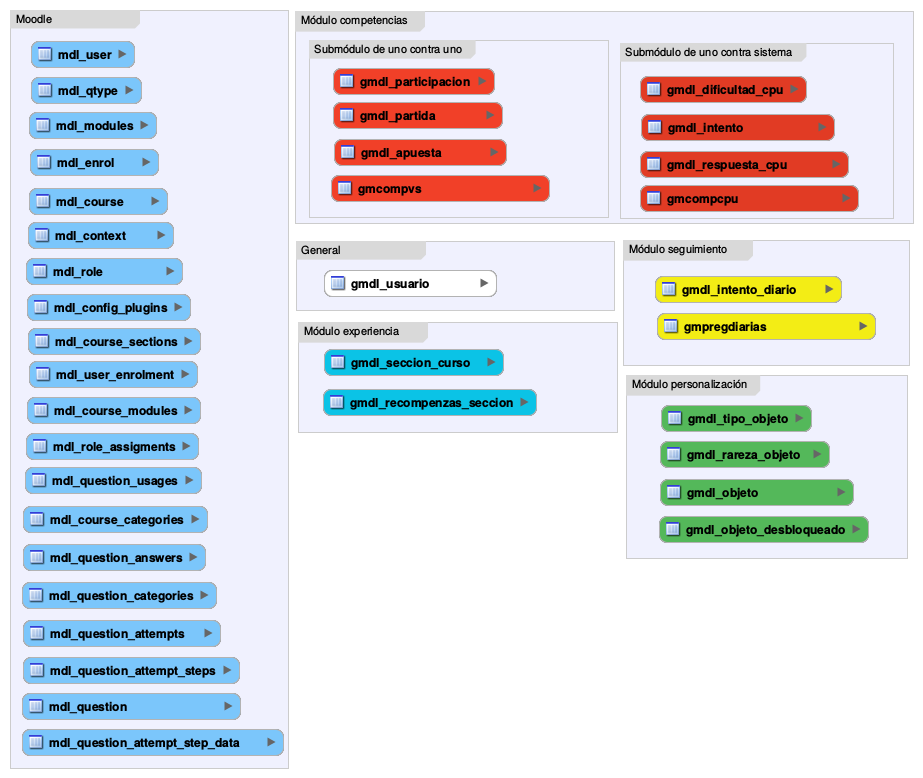 Moodle
mdl_user
mdl_qtype
mdl_modules
mdl_enrol
mdl_course
mdl_context
mdl_role
mdl_config_plugins
mdl_course_sections
mdl_user_enrolment
mdl_course_modules
mdl_role_assigments
mdl_question_usages
mdl_course_categories
mdl_question_answers
mdl_question_categories
mdl_question_attempts
mdl_question_attempt_steps
mdl_question
mdl_question_attempt_step_data
Módulo competencias
Submódulo de uno contra uno
gmdl_participacion
gmdl_partida
gmdl_apuesta
gmcompvs
Submódulo de uno contra sistema
gmdl_dificultad_cpu
gmdl_intento
gmdl_respuesta_cpu
gmcompcpu
General
gmdl_usuario
Módulo experiencia
gmdl_seccion_curso
gmdl_recompenzas_seccion
Módulo seguimiento
gmdl_intento_diario
gmpregdiarias
Módulo personalización
gmdl_tipo_objeto
gmdl_rareza_objeto
gmdl_objeto
gmdl_objeto_desbloqueado